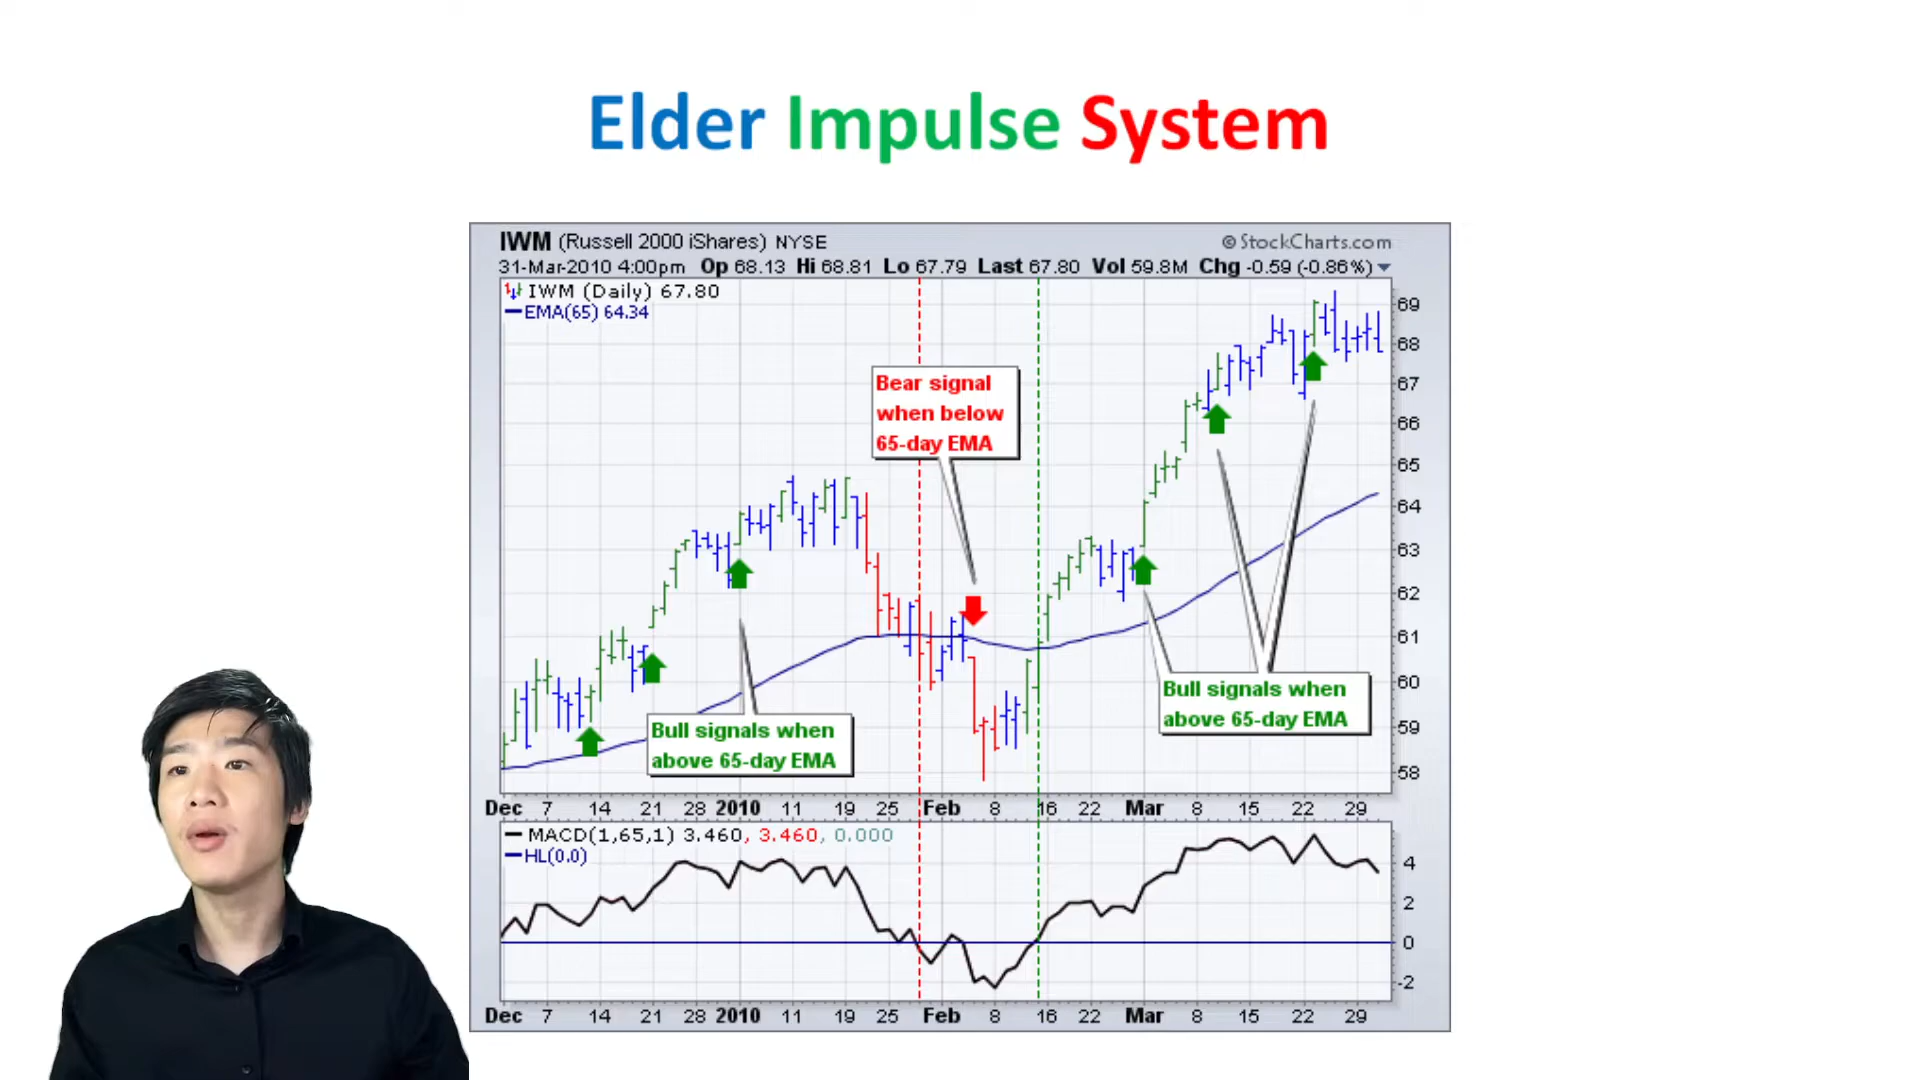 Elder Impulse System
IWM (Russell 2000 iShares) NYSE
© StockCharts.com
31-Mar-2010 4:00pm Op 68.13 Hi 68.81 Lo 67.79 Last 67.80 Vol 59.8M Chg -0.59 (-0.86%)
IWM (Daily) 67.80
EMA(65) 64.34
69
68
67
66
65
64
63
62
61
60
59
58
Bear signal
when below
65-day EMA
Bull signals when
above 65-day EMA
Bull signals when
above 65-day EMA
Dec 7 14 21 28 2010 11 19 25 Feb 8 16 22 Mar 8 15 22 29
MACD(1,65,1) 3.460, 3.460, 0.000
HL(0.0)
4
2
0
-2
Dec 7 14 21 28 2010 11 19 25 Feb 8 16 22 Mar 8 15 22 29